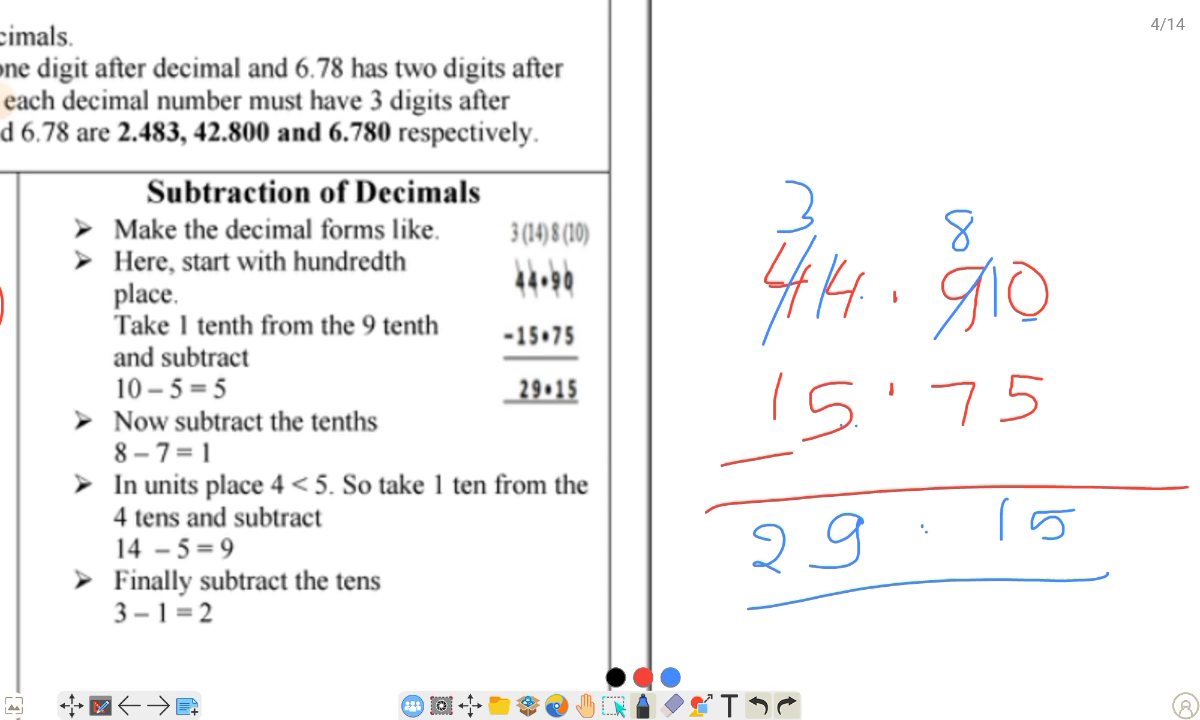 cimals.
one digit after decimal and 6.78 has two digits after
each decimal number must have 3 digits after
d 6.78 are 2.483, 42.800 and 6.780 respectively.
Subtraction of Decimals
➢ Make the decimal forms like.
➢ Here, start with hundredth
place.
Take 1 tenth from the 9 tenth
and subtract
10 – 5 = 5
➢ Now subtract the tenths
8 – 7 = 1
➢ In units place 4 < 5. So take 1 ten from the
4 tens and subtract
14 – 5 = 9
➢ Finally subtract the tens
3 – 1 = 2
3 (14) 8 (10)
44•90
-15•75
29•15
4/14
3 8
44.910
15.75
29.15
T